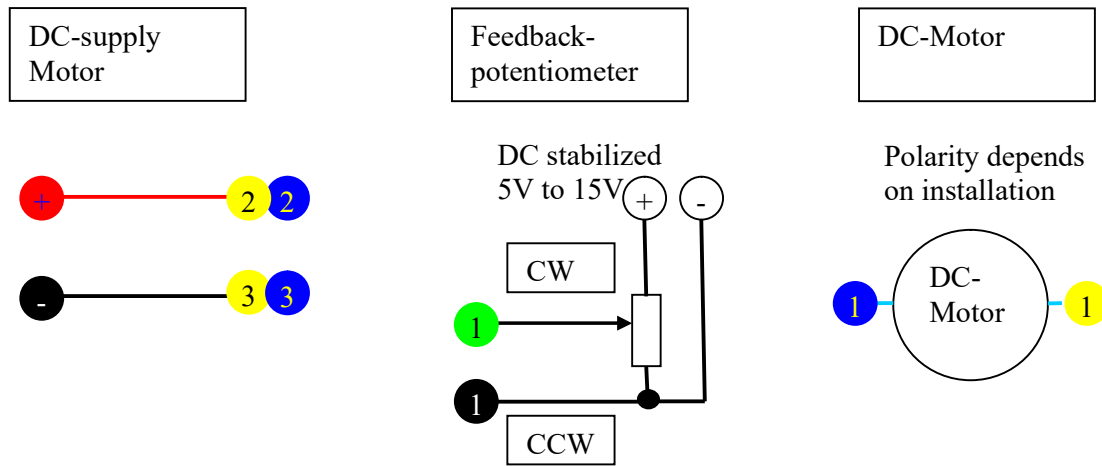 DC-supply
Motor
+
2 2
-
3 3
Feedback-
potentiometer
DC stabilized
5V to 15V
+ -
CW
1
1
CCW
DC-Motor
Polarity depends
on installation
1
DC-
Motor
1